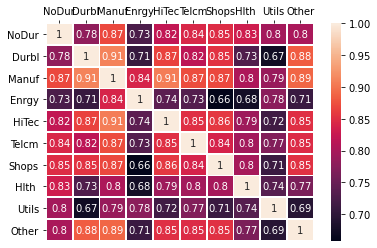 NoDur Durbl Manuf Enrgy HiTec Telcm Shops Hlth Utils Other
NoDur 1 0.78 0.87 0.73 0.82 0.84 0.85 0.83 0.8 0.8
Durbl 0.78 1 0.91 0.71 0.87 0.82 0.85 0.73 0.67 0.88
Manuf 0.87 0.91 1 0.84 0.91 0.87 0.87 0.8 0.79 0.89
Enrgy 0.73 0.71 0.84 1 0.74 0.73 0.66 0.68 0.78 0.71
HiTec 0.82 0.87 0.91 0.74 1 0.85 0.86 0.79 0.72 0.85
Telcm 0.84 0.82 0.87 0.73 0.85 1 0.84 0.8 0.77 0.85
Shops 0.85 0.85 0.87 0.66 0.86 0.84 1 0.8 0.71 0.85
Hlth 0.83 0.73 0.8 0.68 0.79 0.8 0.8 1 0.74 0.77
Utils 0.8 0.67 0.79 0.78 0.72 0.77 0.71 0.74 1 0.69
Other 0.8 0.88 0.89 0.71 0.85 0.85 0.85 0.77 0.69 1
1.00
0.95
0.90
0.85
0.80
0.75
0.70